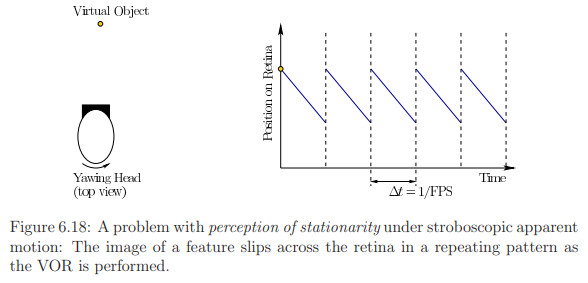 Virtual Object
Position on Retina
Yawing Head
(top view)
Time
Δt = 1/FPS
Figure 6.18: A problem with perception of stationarity under stroboscopic apparent
motion: The image of a feature slips across the retina in a repeating pattern as
the VOR is performed.